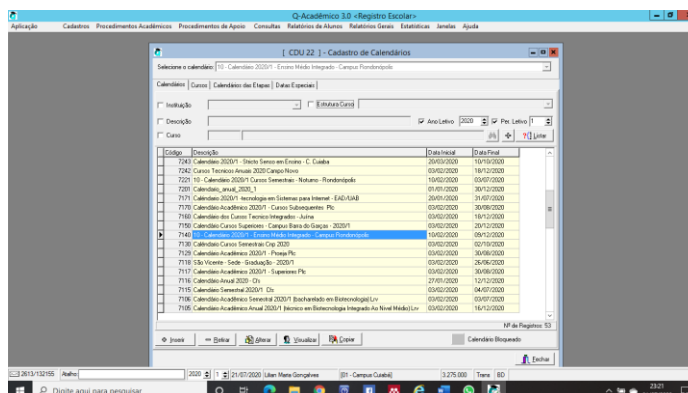 Q-Acadêmico 3.0 <Registro Escolar>
Aplicação Cadastros Procedimentos Acadêmicos Procedimentos de Apoio Consultas Relatórios de Alunos Relatórios Gerais Estatísticas Janelas Ajuda
[ CDU 22 ] - Cadastro de Calendários
Selecione o calendário: 10 - Calendário 2020/1 - Ensino Médio Integrado - Campus Rondonópolis
Calendários Cursos Calendários das Etapas Datas Especiais
Instituição Estrutura Curso
Descrição Ano Letivo 2020 Per. Letivo 1
Curso Listar
Código Descrição Data Inicial Data Final
7243 Calendário 2020/1 - Stricto Senso em Ensino - C. Cuiaba 20/03/2020 10/10/2020
7242 Cursos Tecnicos Anuais 2020 Campo Novo 03/02/2020 18/12/2020
7221 10 - Calendário 2020/1 Cursos Semestrais - Noturno - Rondonópolis 10/02/2020 03/07/2020
7201 Calendario_anual_2020_1 01/01/2020 30/12/2020
7171 Calendário 2020/1 -tecnologia em Sistemas para Internet - EAD/UAB 20/01/2020 31/07/2020
7170 Calendário Acadêmico 2020/1 - Cursos Subsequentes Plc 03/02/2020 30/08/2020
7160 Calendário dos Cursos Tecnico Integrados - Juína 03/02/2020 18/12/2020
7150 Calendário Cursos Superiores - Campus Barra do Garças - 2020/1 03/02/2020 20/12/2020
7140 10 - Calendário 2020/1 - Ensino Médio Integrado - Campus Rondonópolis 10/02/2020 09/12/2020
7130 Calendario Cursos Semestrais Cnp 2020 03/02/2020 02/10/2020
7129 Calendário Acadêmico 2020/1 - Proeja Plc 03/02/2020 30/08/2020
7118 São Vicente - Sede - Graduação - 2020/1 03/02/2020 26/06/2020
7117 Calendário Acadêmico 2020/1 - Superiores Plc 03/02/2020 30/08/2020
7116 Calendário Anual 2020 - Cfs 27/01/2020 12/12/2020
7115 Calendário Semestral 2020/1 Cfs 03/02/2020 04/07/2020
7106 Calendário Acadêmico Semestral 2020/1 (bacharelado em Biotecnologia) Lrv 03/02/2020 03/07/2020
7105 Calendário Acadêmico Anual 2020/1 (técnico em Biotecnologia Integrado Ao Nível Médio) Lrv 03/02/2020 16/12/2020
Nº de Registros: 53
Inserir Retirar Alterar Visualizar Copiar Calendário Bloqueado
Fechar
2613/132155 Atalho: 2020 1 21/07/2020 Lilian Maria Gonçalves [01 - Campus Cuiabá] 3.275.000 Trans BD
Digite aqui para pesquisar 23:21